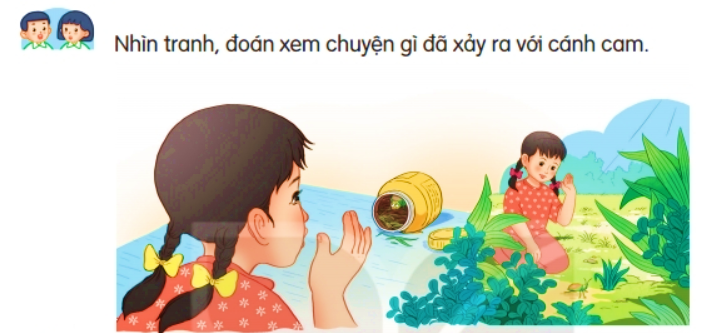 Nhìn tranh, đoán xem chuyện gì đã xảy ra với cánh cam.